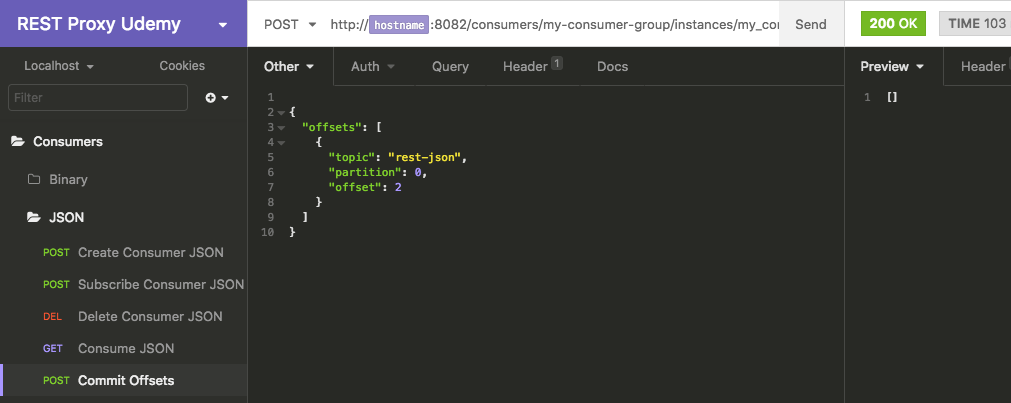 REST Proxy Udemy
POST http://hostname:8082/consumers/my-consumer-group/instances/my_con Send
200 OK TIME 103
Localhost Cookies
Other Auth Query Header 1 Docs
Preview Header
Filter
Consumers
Binary
JSON
POST Create Consumer JSON
POST Subscribe Consumer JSON
DEL Delete Consumer JSON
GET Consume JSON
POST Commit Offsets
1
2 {
3 "offsets": [
4 {
5 "topic": "rest-json",
6 "partition": 0,
7 "offset": 2
8 }
9 ]
10 }
1 []